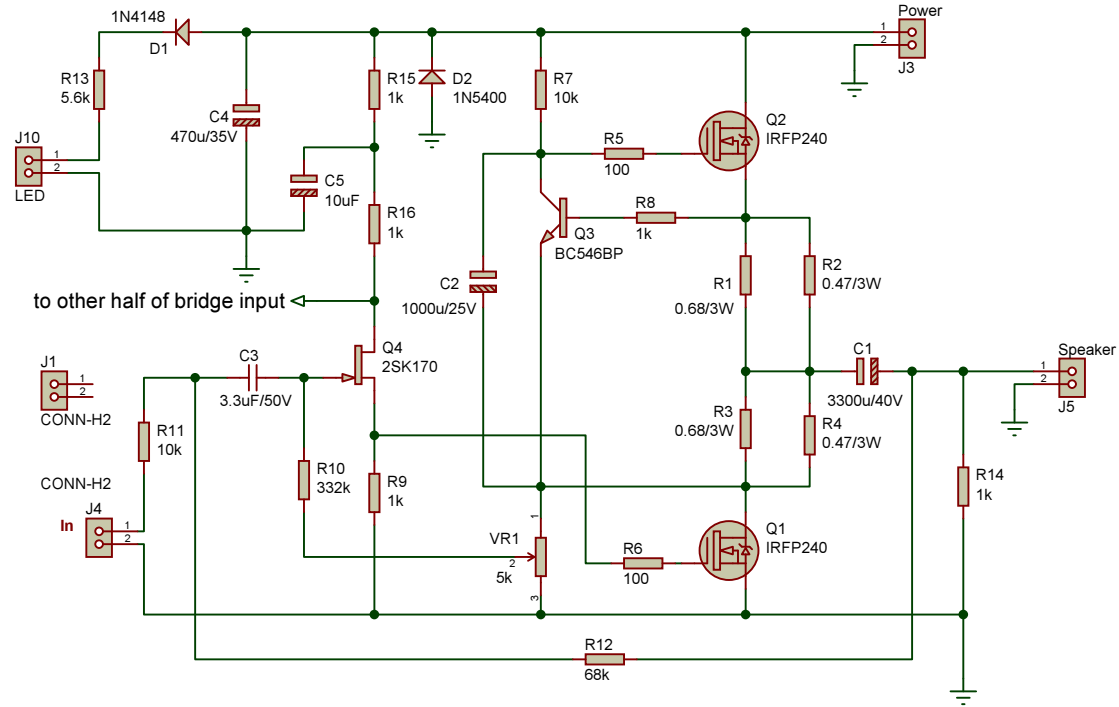 1N4148
D1
R13
5.6k
J10
1
2
LED
C4
470u/35V
R15
1k
C5
10uF
R16
1k
D2
1N5400
R7
10k
R5
100
Q2
IRFP240
Power
1
2
J3
Q3
BC546BP
R8
1k
C2
1000u/25V
R1
0.68/3W
R2
0.47/3W
to other half of bridge input
J1
1
2
CONN-H2
C3
3.3uF/50V
Q4
2SK170
C1
3300u/40V
Speaker
1
2
J5
R11
10k
R3
0.68/3W
R4
0.47/3W
R10
332k
R9
1k
R14
1k
CONN-H2
J4
In
1
2
VR1
1
2
5k
3
R6
100
Q1
IRFP240
R12
68k